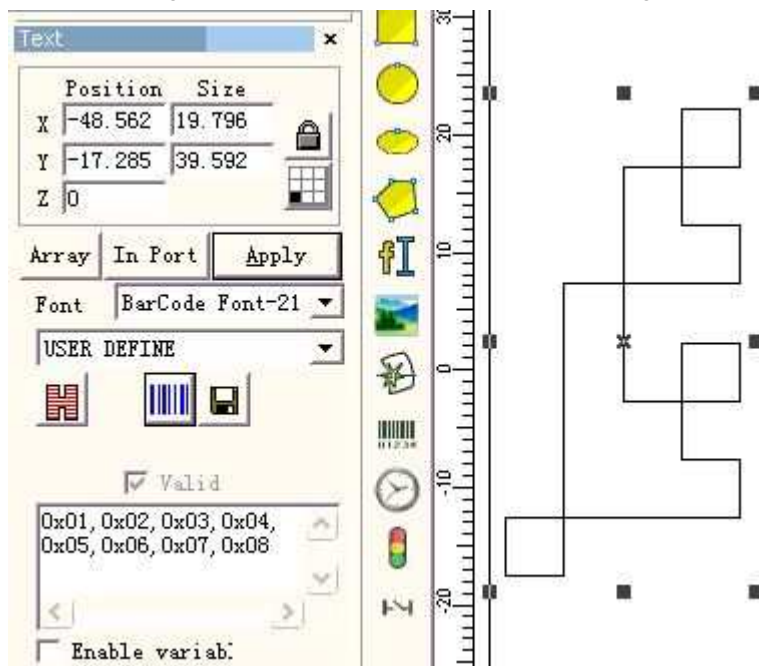 Text
Position Size
X -48.562 19.796
Y -17.285 39.592
Z 0
Array In Port Apply
Font BarCode Font-21
USER DEFINE
Valid
0x01, 0x02, 0x03, 0x04,
0x05, 0x06, 0x07, 0x08
Enable variab:
30
20
10
0
-10
-20
01234